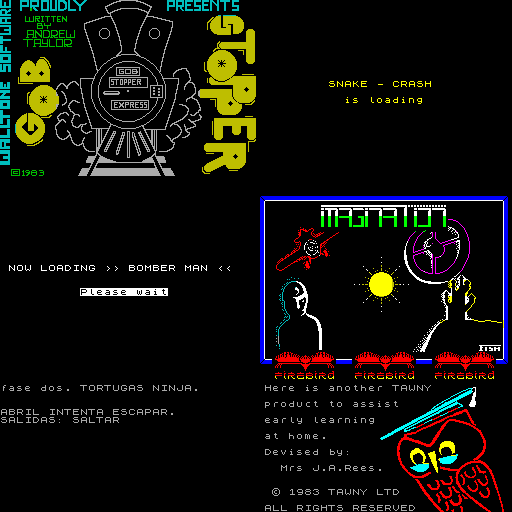 WALLTONE SOFTWARE
PROUDLY PRESENTS
WRITTEN
BY
ANDREW
TAYLOR
GOB
STOPPER
GOB
STOPPER
EXPRESS
©1983
SNAKE - CRASH
is loading
NOW LOADING >> BOMBER MAN <<
Please wait
IMAGINATION
FISH
FIREBIRD FIREBIRD FIREBIRD
fase dos. TORTUGAS NINJA.
ABRIL INTENTA ESCAPAR.
SALIDAS: SALTAR
Here is another TAWNY
product to assist
early learning
at home.
Devised by:
Mrs J.A.Rees.
© 1983 TAWNY LTD
ALL RIGHTS RESERVED